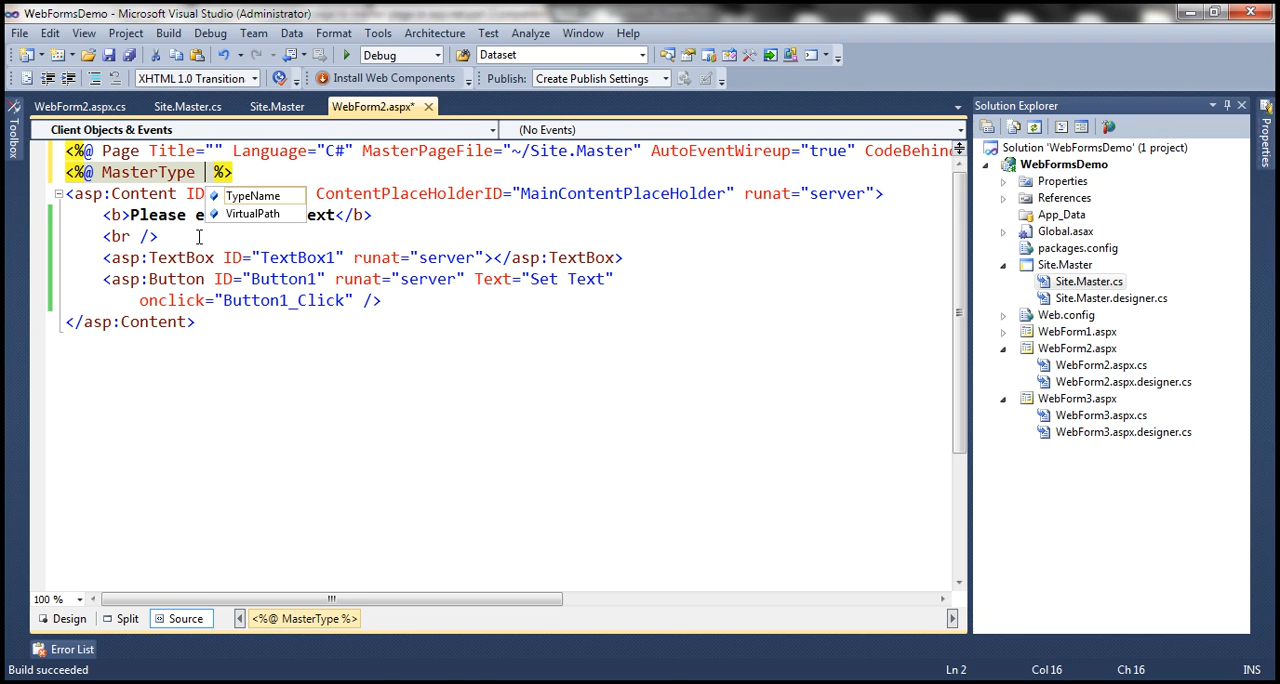 WebFormsDemo - Microsoft Visual Studio (Administrator)
File Edit View Project Build Debug Team Data Format Tools Architecture Test Analyze Window Help
Debug Dataset
XHTML 1.0 Transition Install Web Components Publish: Create Publish Settings
WebForm2.aspx.cs Site.Master.cs Site.Master WebForm2.aspx*
Client Objects & Events (No Events)
<%@ Page Title="" Language="C#" MasterPageFile="~/Site.Master" AutoEventWireup="true" CodeBehin
<%@ MasterType %>
<asp:Content ID ContentPlaceHolderID="MainContentPlaceHolder" runat="server">
TypeName
VirtualPath
<b>Please e ext</b>
<br />
<asp:TextBox ID="TextBox1" runat="server"></asp:TextBox>
<asp:Button ID="Button1" runat="server" Text="Set Text"
onclick="Button1_Click" />
</asp:Content>
100 %
Design Split Source <%@ MasterType %>
Error List
Build succeeded Ln 2 Col 16 Ch 16 INS
Toolbox
Solution Explorer
Solution 'WebFormsDemo' (1 project)
WebFormsDemo
Properties
References
App_Data
Global.asax
packages.config
Site.Master
Site.Master.cs
Site.Master.designer.cs
Web.config
WebForm1.aspx
WebForm2.aspx
WebForm2.aspx.cs
WebForm2.aspx.designer.cs
WebForm3.aspx
WebForm3.aspx.cs
WebForm3.aspx.designer.cs
Properties